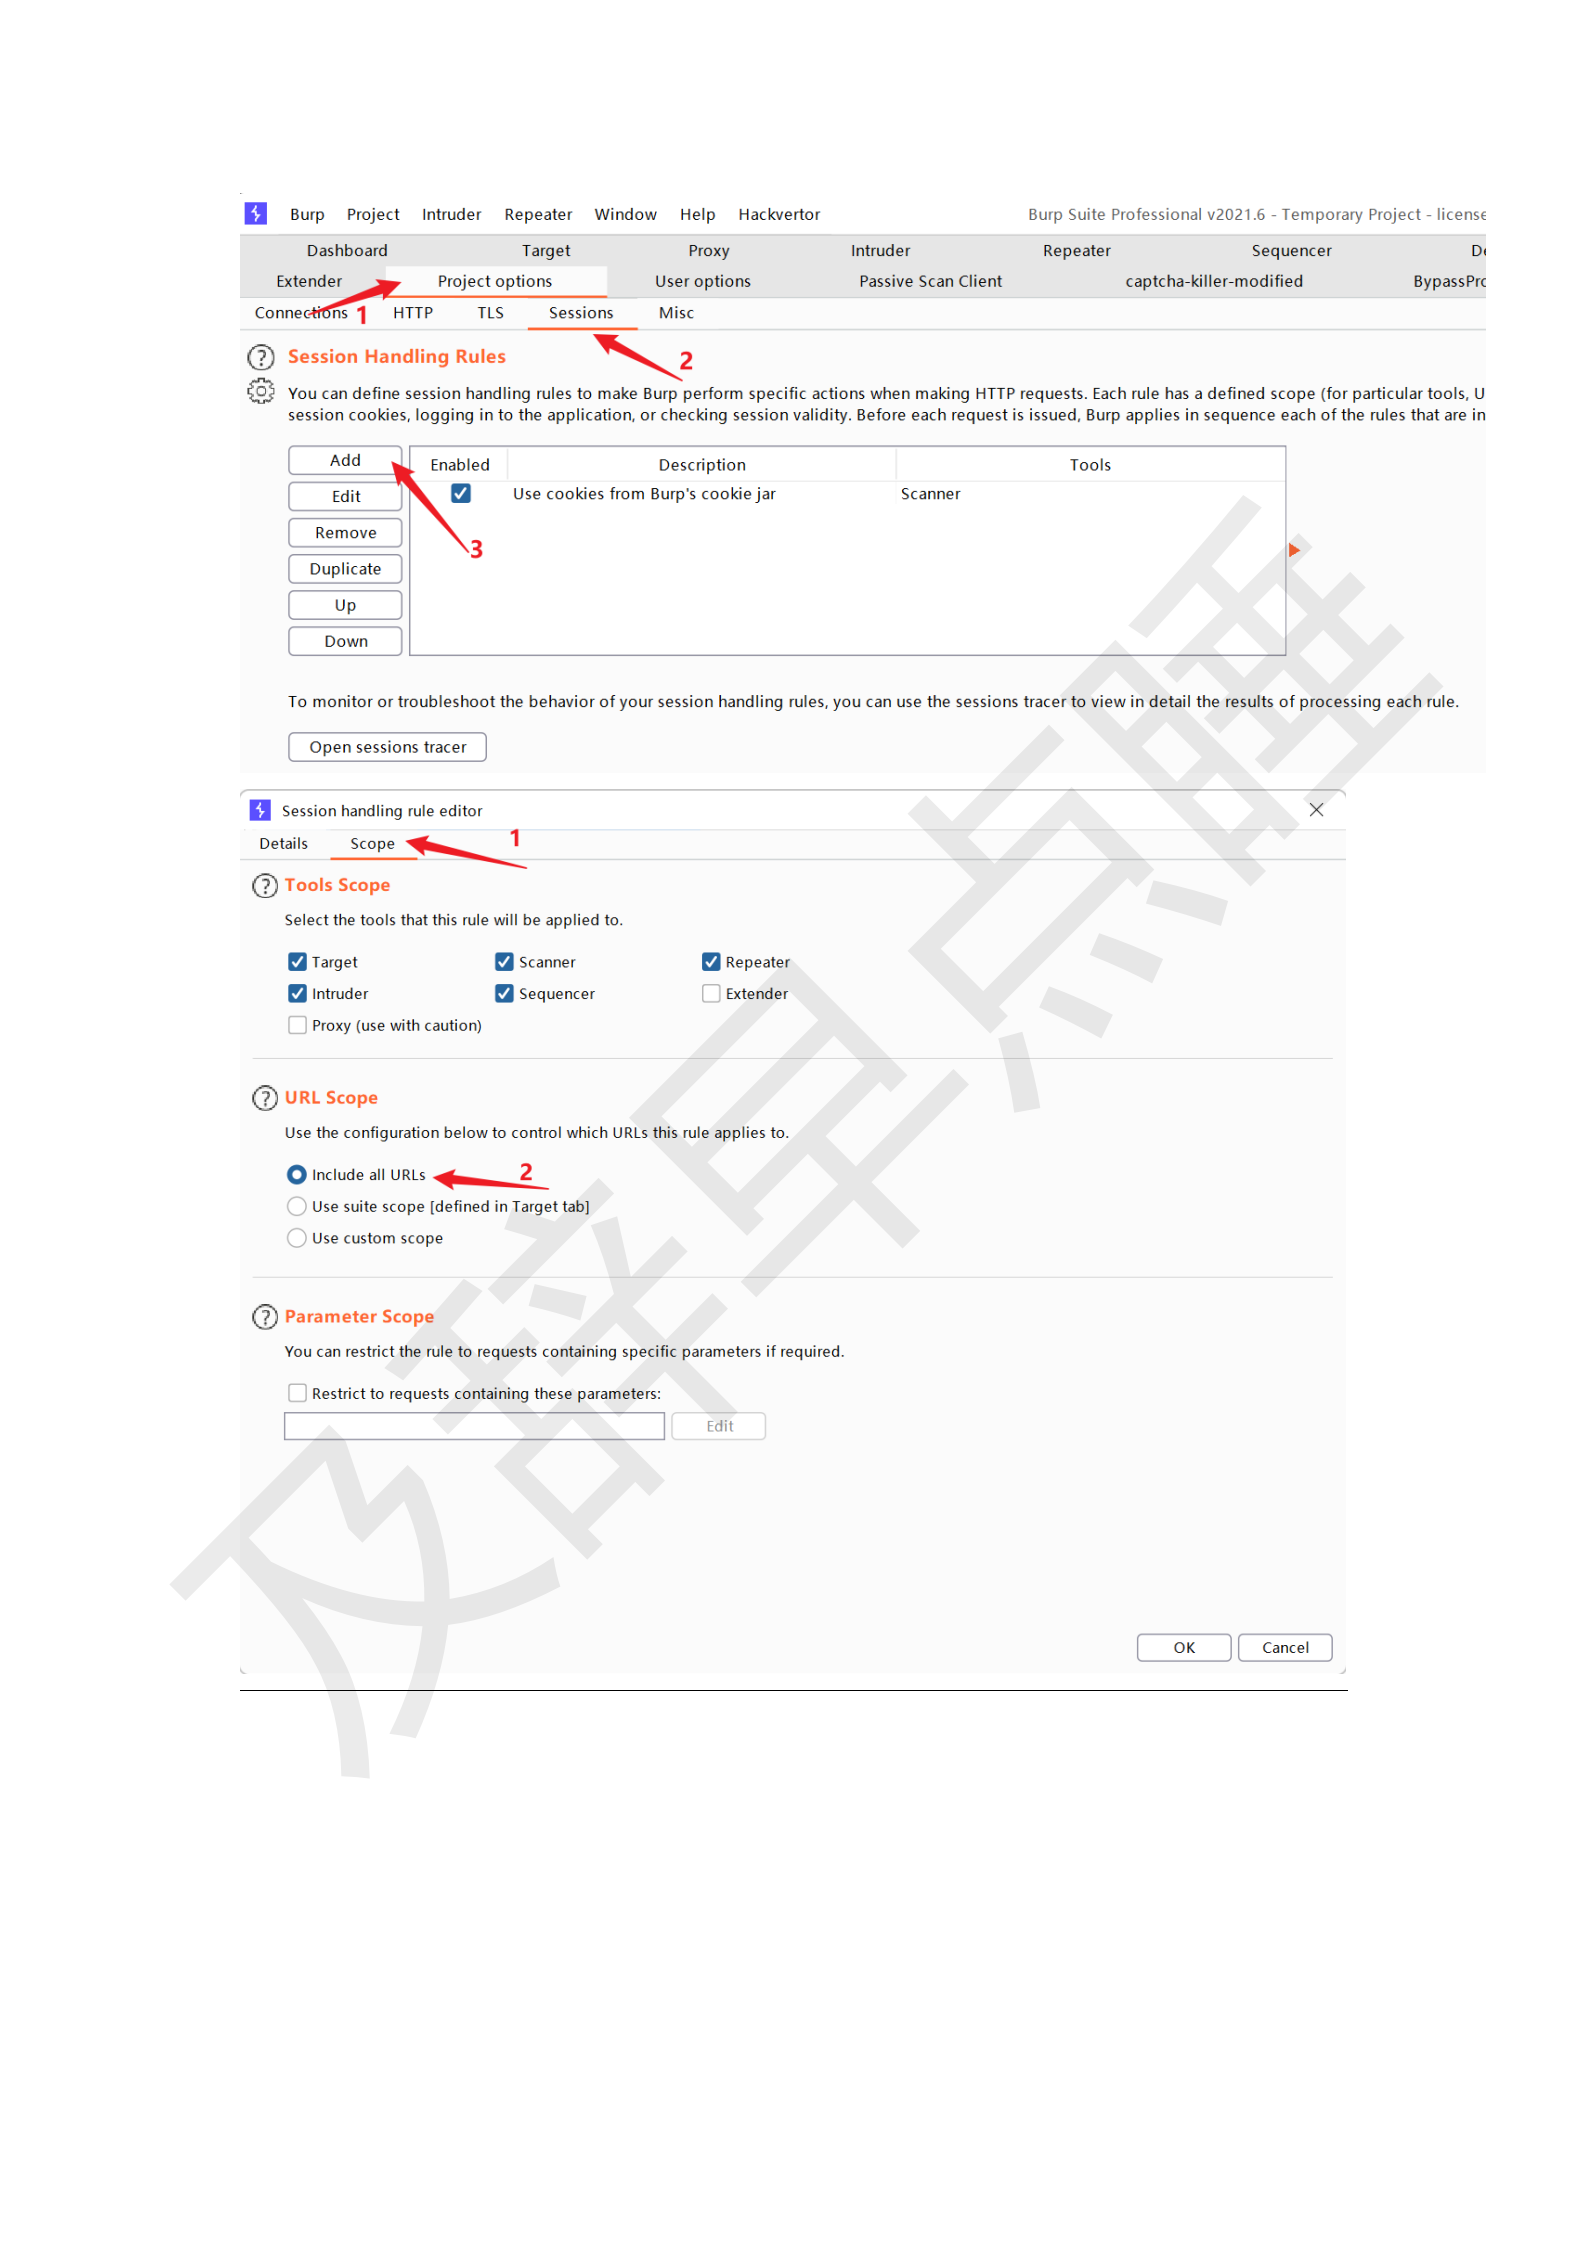 Burp Project Intruder Repeater Window Help Hackvertor Burp Suite Professional v2021.6 - Temporary Project - license
Dashboard Target Proxy Intruder Repeater Sequencer
Extender Project options User options Passive Scan Client captcha-killer-modified BypassPro
1
Connections HTTP TLS Sessions Misc
2
Session Handling Rules
You can define session handling rules to make Burp perform specific actions when making HTTP requests. Each rule has a defined scope (for particular tools, U
session cookies, logging in to the application, or checking session validity. Before each request is issued, Burp applies in sequence each of the rules that are in
Add
Edit
Remove
Duplicate
Up
Down
Enabled Description Tools
Use cookies from Burp's cookie jar Scanner
3
To monitor or troubleshoot the behavior of your session handling rules, you can use the sessions tracer to view in detail the results of processing each rule.
Open sessions tracer
Session handling rule editor
Details Scope
1
Tools Scope
Select the tools that this rule will be applied to.
Target Scanner Repeater
Intruder Sequencer Extender
Proxy (use with caution)
URL Scope
Use the configuration below to control which URLs this rule applies to.
Include all URLs
2
Use suite scope [defined in Target tab]
Use custom scope
Parameter Scope
You can restrict the rule to requests containing specific parameters if required.
Restrict to requests containing these parameters:
Edit
OK Cancel
及辞早点睡